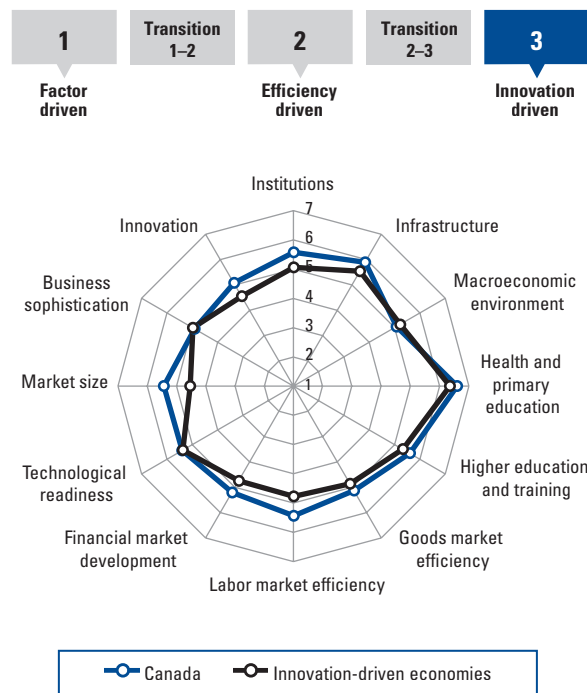 1
Transition
1–2
2
Transition
2–3
3
Factor
driven
Efficiency
driven
Innovation
driven
Institutions
Innovation
Infrastructure
Business
sophistication
Macroeconomic
environment
Market size
Health and
primary
education
Technological
readiness
Higher education
and training
Financial market
development
Goods market
efficiency
Labor market efficiency
7
6
5
4
3
2
1
Canada
Innovation-driven economies